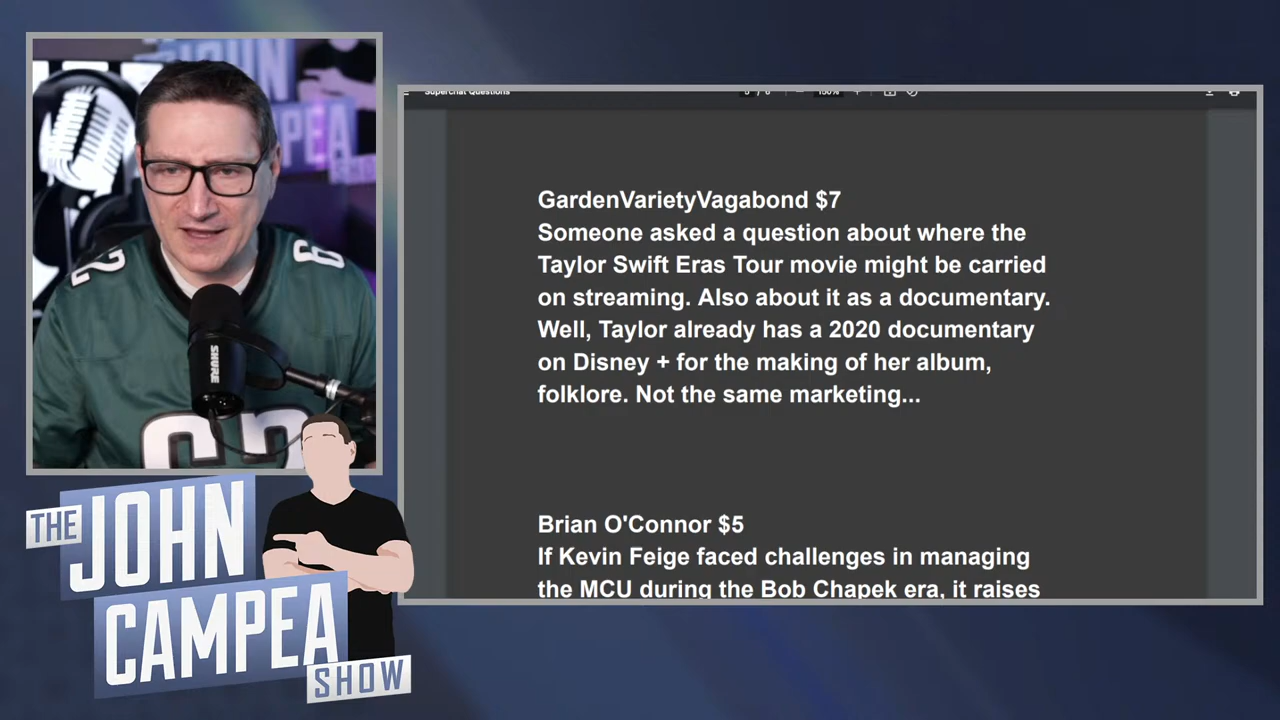 Superchat Questions
GardenVarietyVagabond $7
Someone asked a question about where the
Taylor Swift Eras Tour movie might be carried
on streaming. Also about it as a documentary.
Well, Taylor already has a 2020 documentary
on Disney + for the making of her album,
folklore. Not the same marketing...
Brian O'Connor $5
If Kevin Feige faced challenges in managing
the MCU during the Bob Chapek era, it raises
SHURE
THE
JOHN
CAMPEA
SHOW